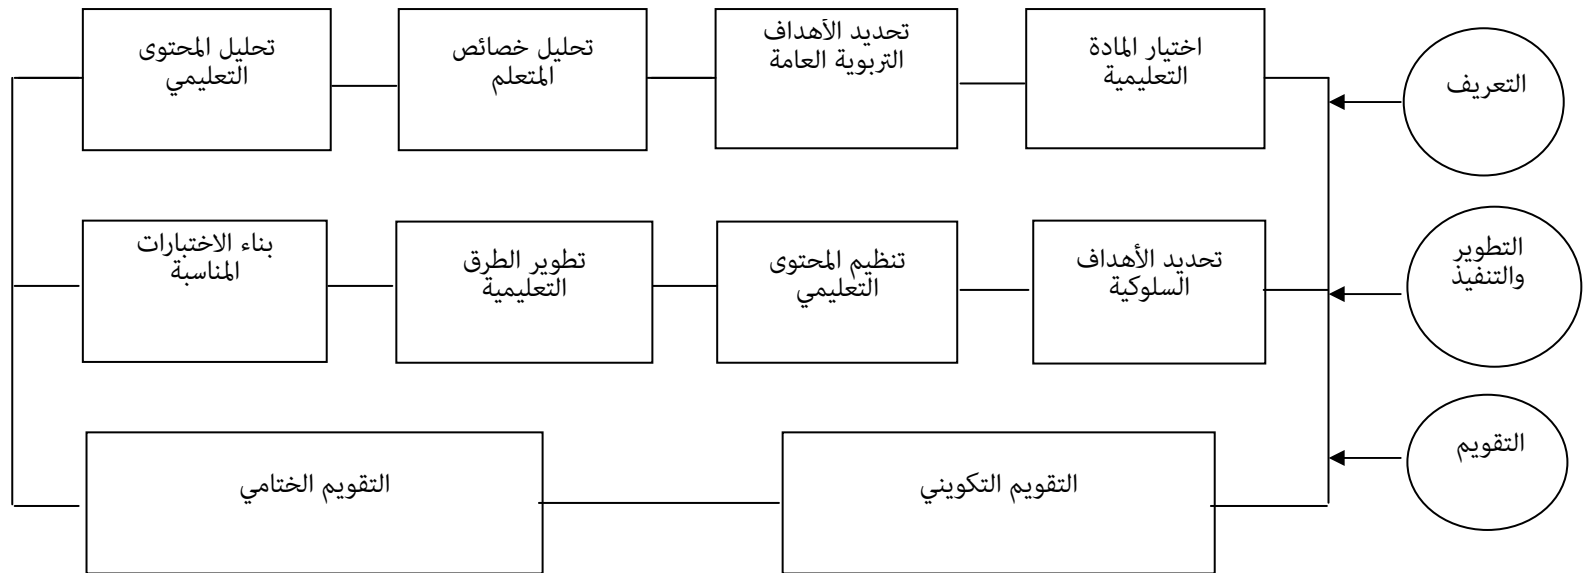 التعريف
اختيار المادة
التعليمية
تحديد الأهداف
التربوية العامة
تحليل خصائص
المتعلم
تحليل المحتوى
التعليمي
التطوير
والتنفيذ
تحديد الأهداف
السلوكية
تنظيم المحتوى
التعليمي
تطوير الطرق
التعليمية
بناء الاختبارات
المناسبة
التقويم
التقويم التكويني
التقويم الختامي